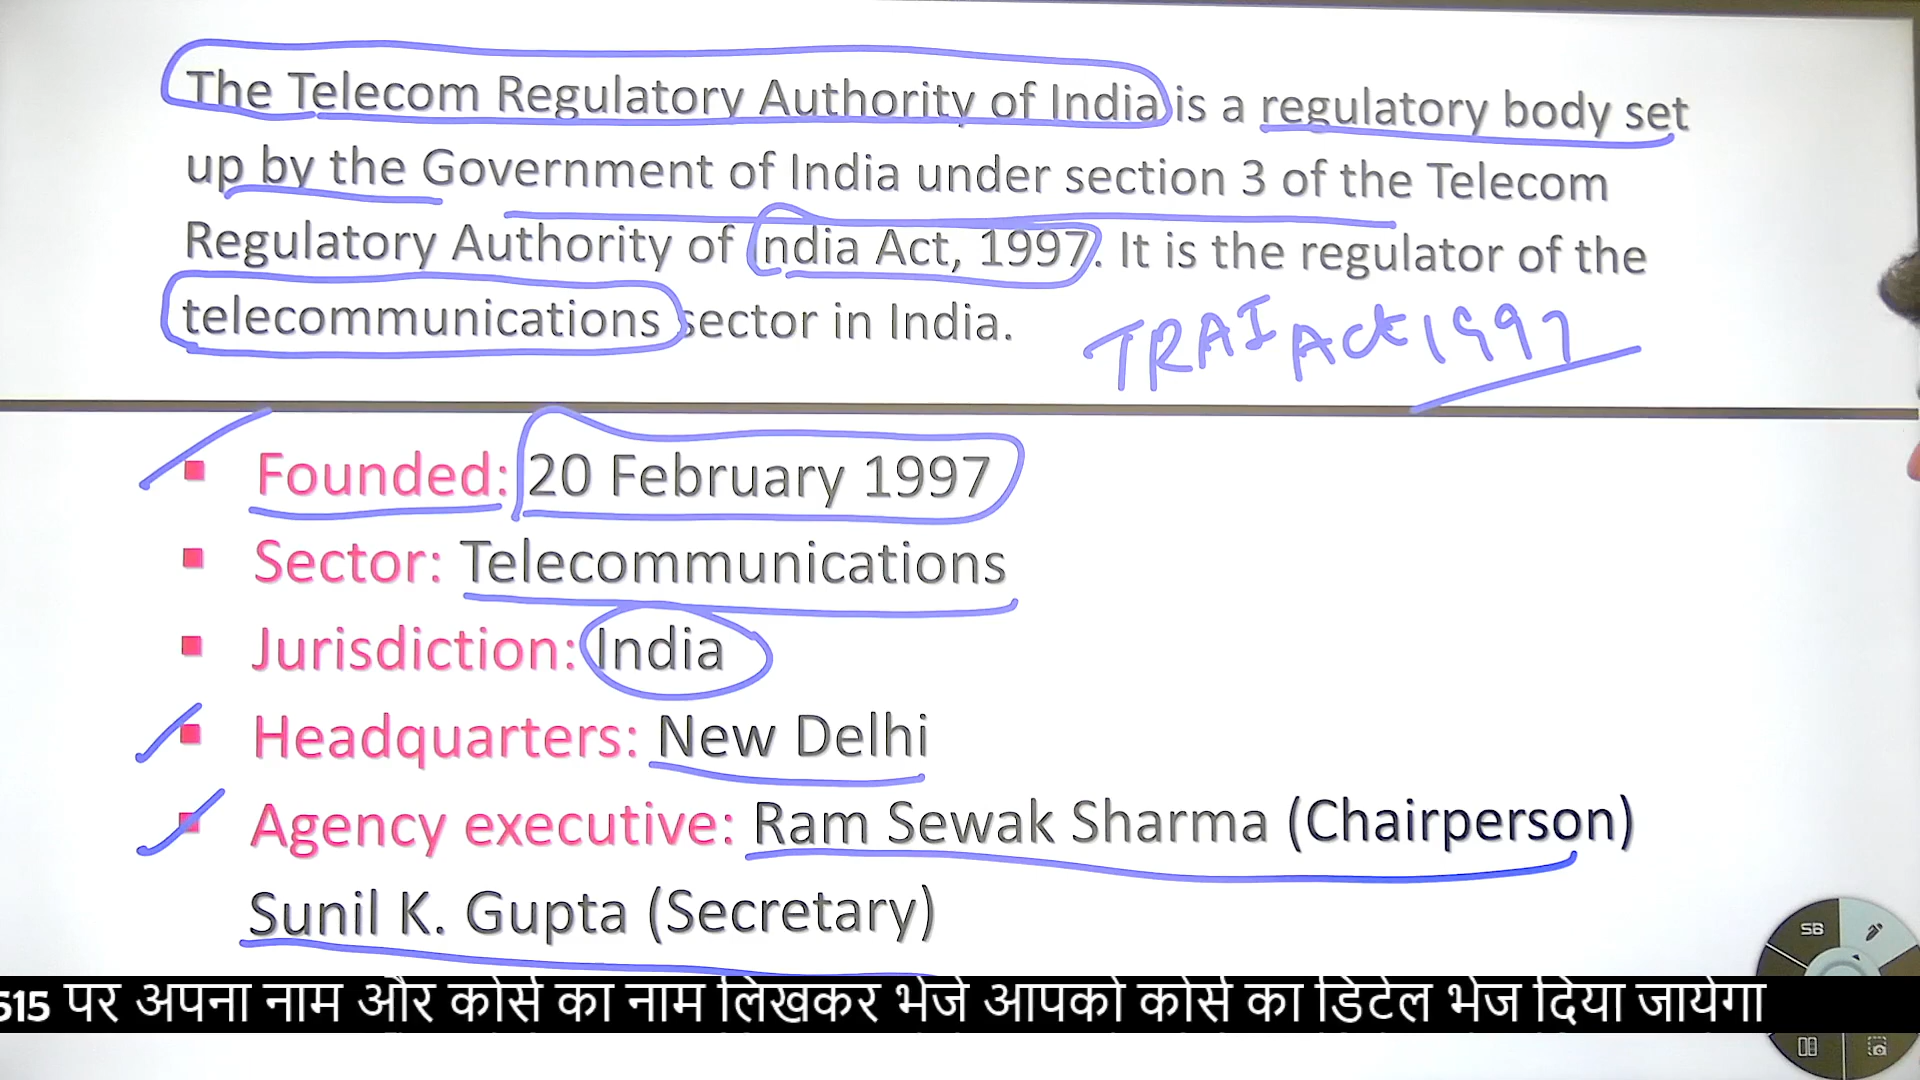 The Telecom Regulatory Authority of India is a regulatory body set
up by the Government of India under section 3 of the Telecom
Regulatory Authority of India Act, 1997. It is the regulator of the
telecommunications sector in India.
TRAI Act 1997
Founded: 20 February 1997
Sector: Telecommunications
Jurisdiction: India
Headquarters: New Delhi
Agency executive: Ram Sewak Sharma (Chairperson)
Sunil K. Gupta (Secretary)
515 पर अपना नाम और कोर्स का नाम लिखकर भेजे आपको कोर्स का डिटेल भेज दिया जायेगा